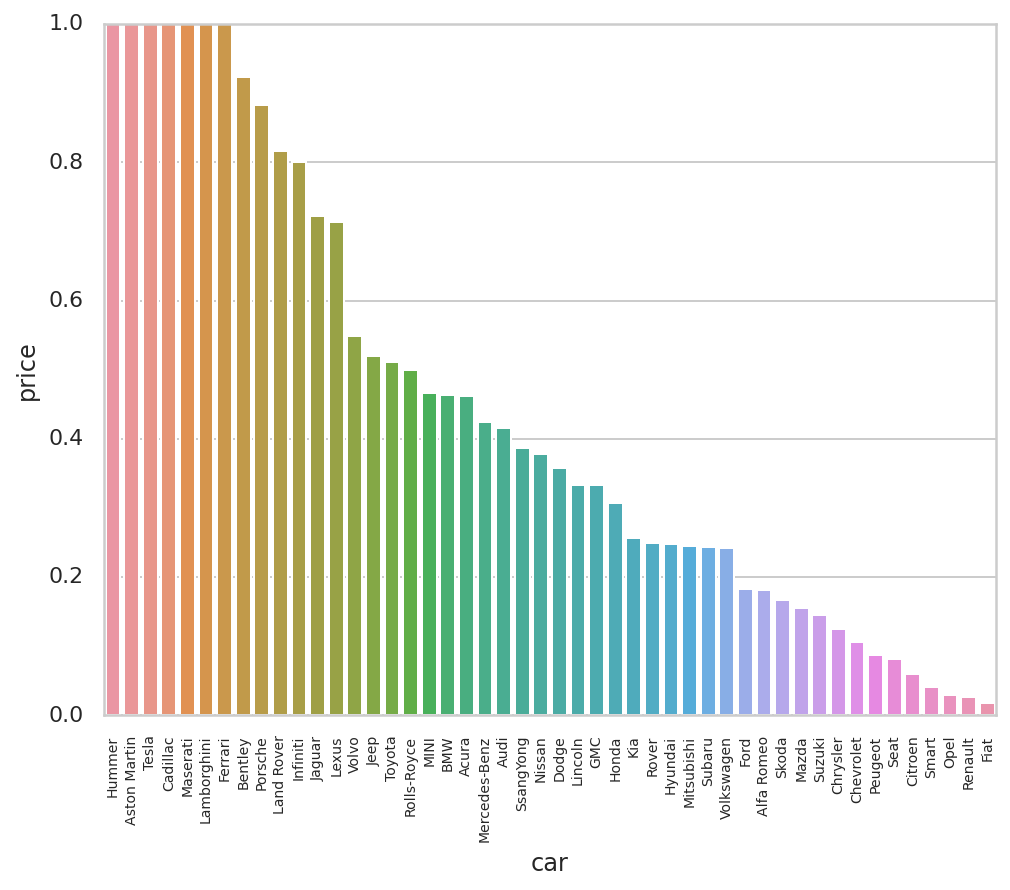 1.0
0.8
0.6
0.4
0.2
0.0
price
Hummer
Aston Martin
Tesla
Cadillac
Maserati
Lamborghini
Ferrari
Bentley
Porsche
Land Rover
Infiniti
Jaguar
Lexus
Volvo
Jeep
Toyota
Rolls-Royce
MINI
BMW
Acura
Mercedes-Benz
Audi
SsangYong
Nissan
Dodge
Lincoln
GMC
Honda
Kia
Rover
Hyundai
Mitsubishi
Subaru
Volkswagen
Ford
Alfa Romeo
Skoda
Mazda
Suzuki
Chrysler
Chevrolet
Peugeot
Seat
Citroen
Smart
Opel
Renault
Fiat
car